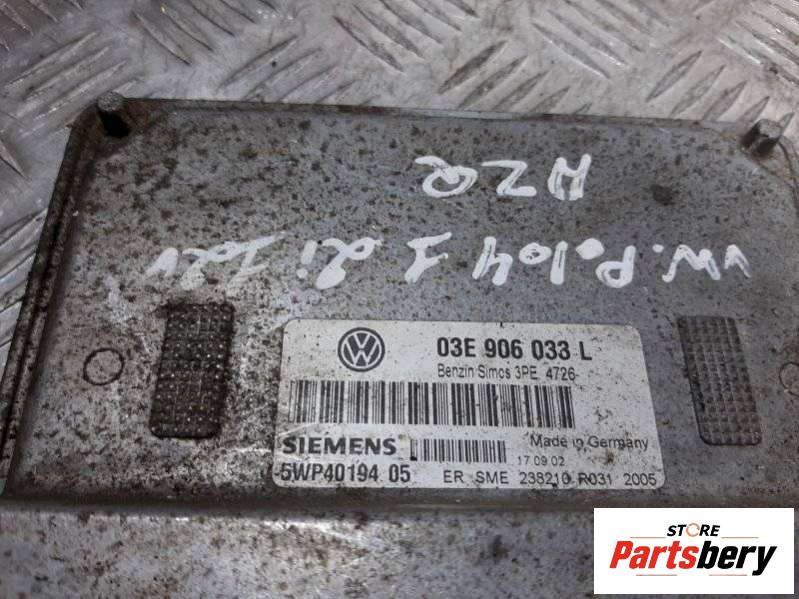 AZQ
VW. Polo 4 1.2i 12v
03E 906 033 L
Benzin Simos 3PE 4726
SIEMENS
Made in Germany
17 09 02
5WP40194 05
ER SME 238210 R031 2005
STORE
Partsbery